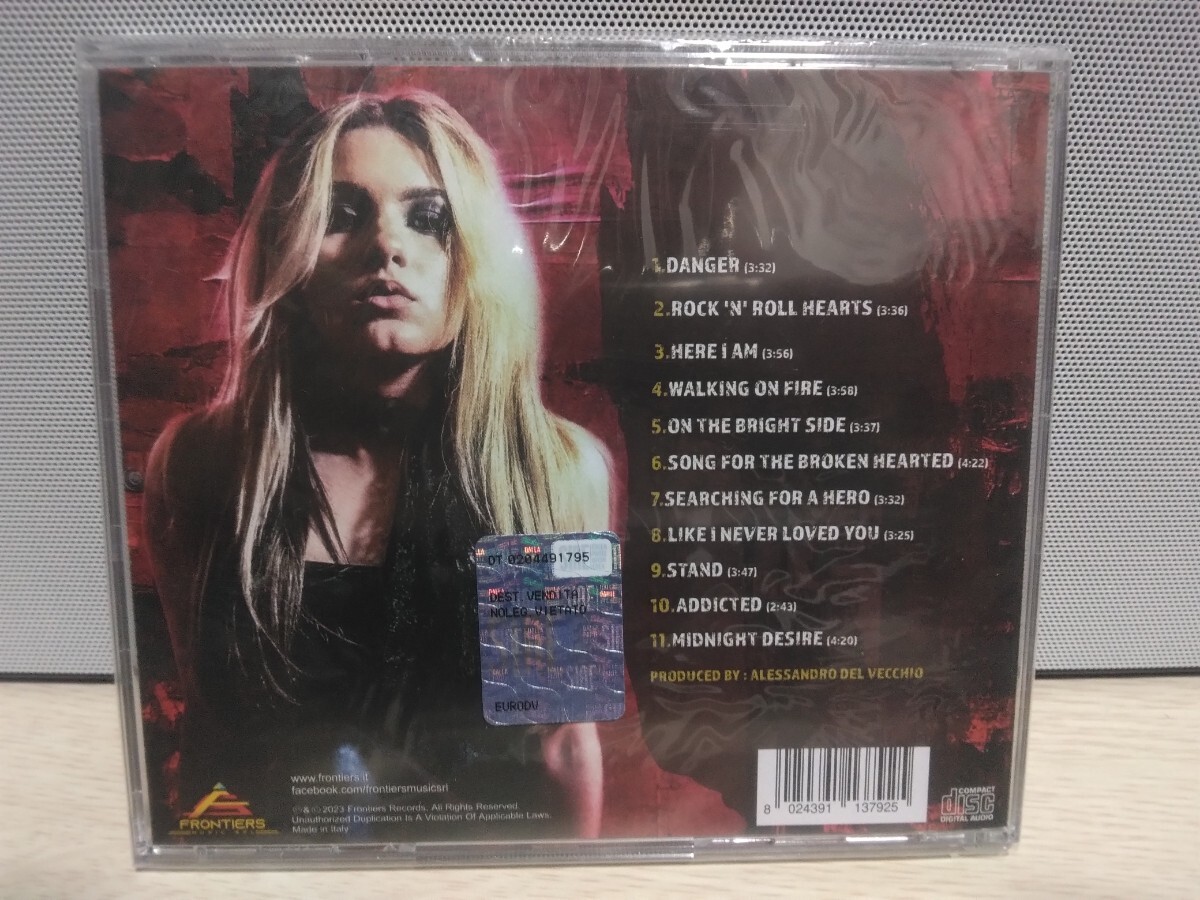 1.DANGER (3:32)
2.ROCK 'N' ROLL HEARTS (3:36)
3.HERE I AM (3:56)
4.WALKING ON FIRE (3:58)
5.ON THE BRIGHT SIDE (3:37)
6.SONG FOR THE BROKEN HEARTED (4:22)
7.SEARCHING FOR A HERO (3:32)
8.LIKE I NEVER LOVED YOU (3:25)
9.STAND (3:47)
10.ADDICTED (2:43)
11.MIDNIGHT DESIRE (4:20)
PRODUCED BY : ALESSANDRO DEL VECCHIO
DT 0204491795
DEST.VENDITA
NOLEG.VIETATO
EURODV
www.frontiers.it
facebook.com/frontiersmusicsrl
℗ & © 2023 Frontiers Records. All Rights Reserved.
Unauthorized Duplication Is A Violation Of Applicable Laws.
Made in Italy
FRONTIERS
MUSIC SRL
8 024391 137925
COMPACT
disc
DIGITAL AUDIO